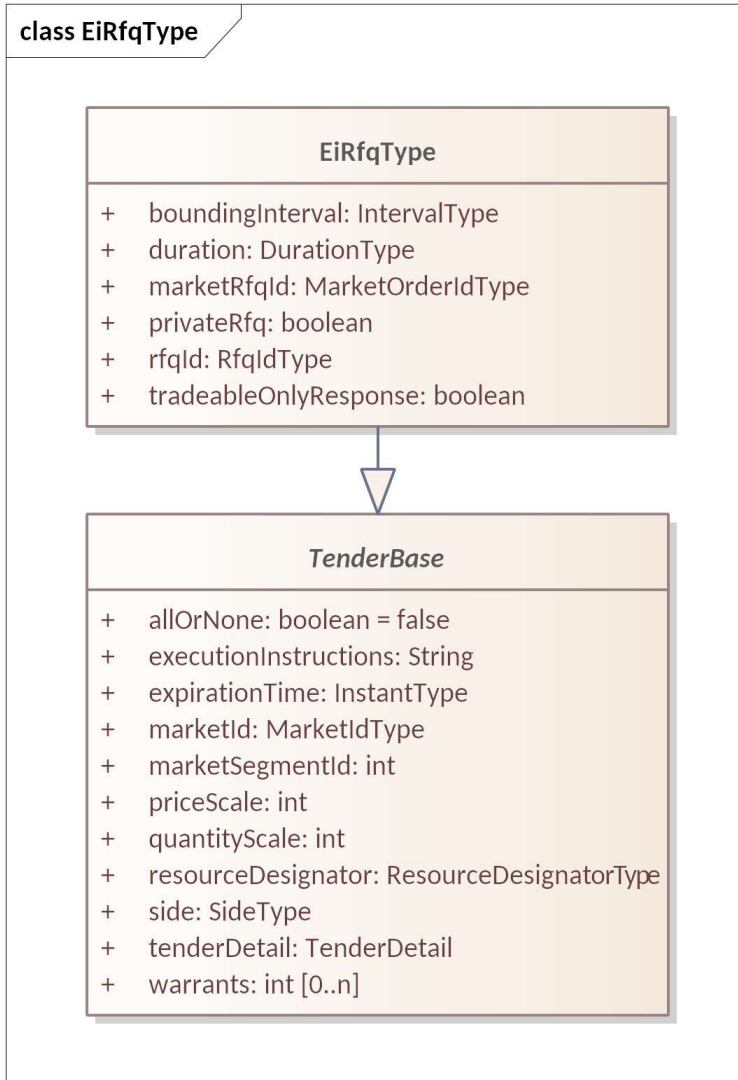 class EiRfqType
EiRfqType
+ boundingInterval: IntervalType
+ duration: DurationType
+ marketRfqId: MarketOrderIdType
+ privateRfq: boolean
+ rfqId: RfqIdType
+ tradeableOnlyResponse: boolean
TenderBase
+ allOrNone: boolean = false
+ executionInstructions: String
+ expirationTime: InstantType
+ marketId: MarketIdType
+ marketSegmentId: int
+ priceScale: int
+ quantityScale: int
+ resourceDesignator: ResourceDesignatorType
+ side: SideType
+ tenderDetail: TenderDetail
+ warrants: int [0..n]